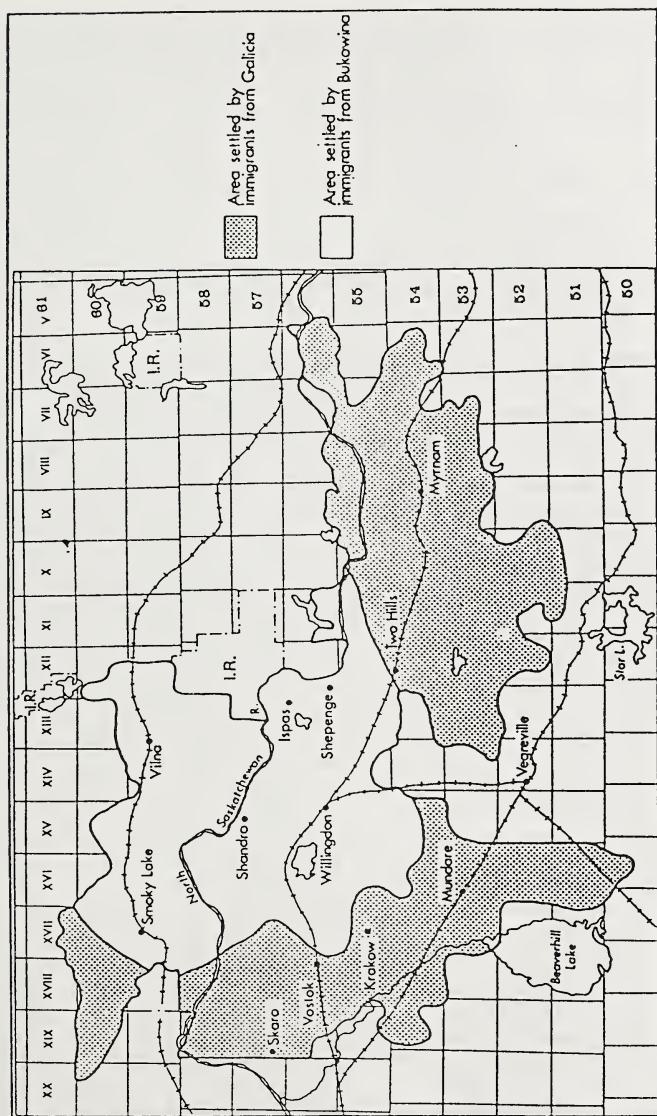 Area settled by
immigrants from Galicia
Area settled by
immigrants from Bukowina
XX
XIX
XVIII
XVII
XVI
XV
XIV
XIII
XII
XI
X
IX
VIII
VII
VI
V
61
60
59
58
57
55
54
53
52
51
50
I.R.
I.R.
I.R.
Smoky Lake
Vilna
North
Saskatchewan
R.
Shandro
Ispas
Shepenge
Skaro
Vostok
Willingdon
Krakow
Two Hills
Myrnam
Mundare
Vegreville
Beaverhill
Lake
Star L.